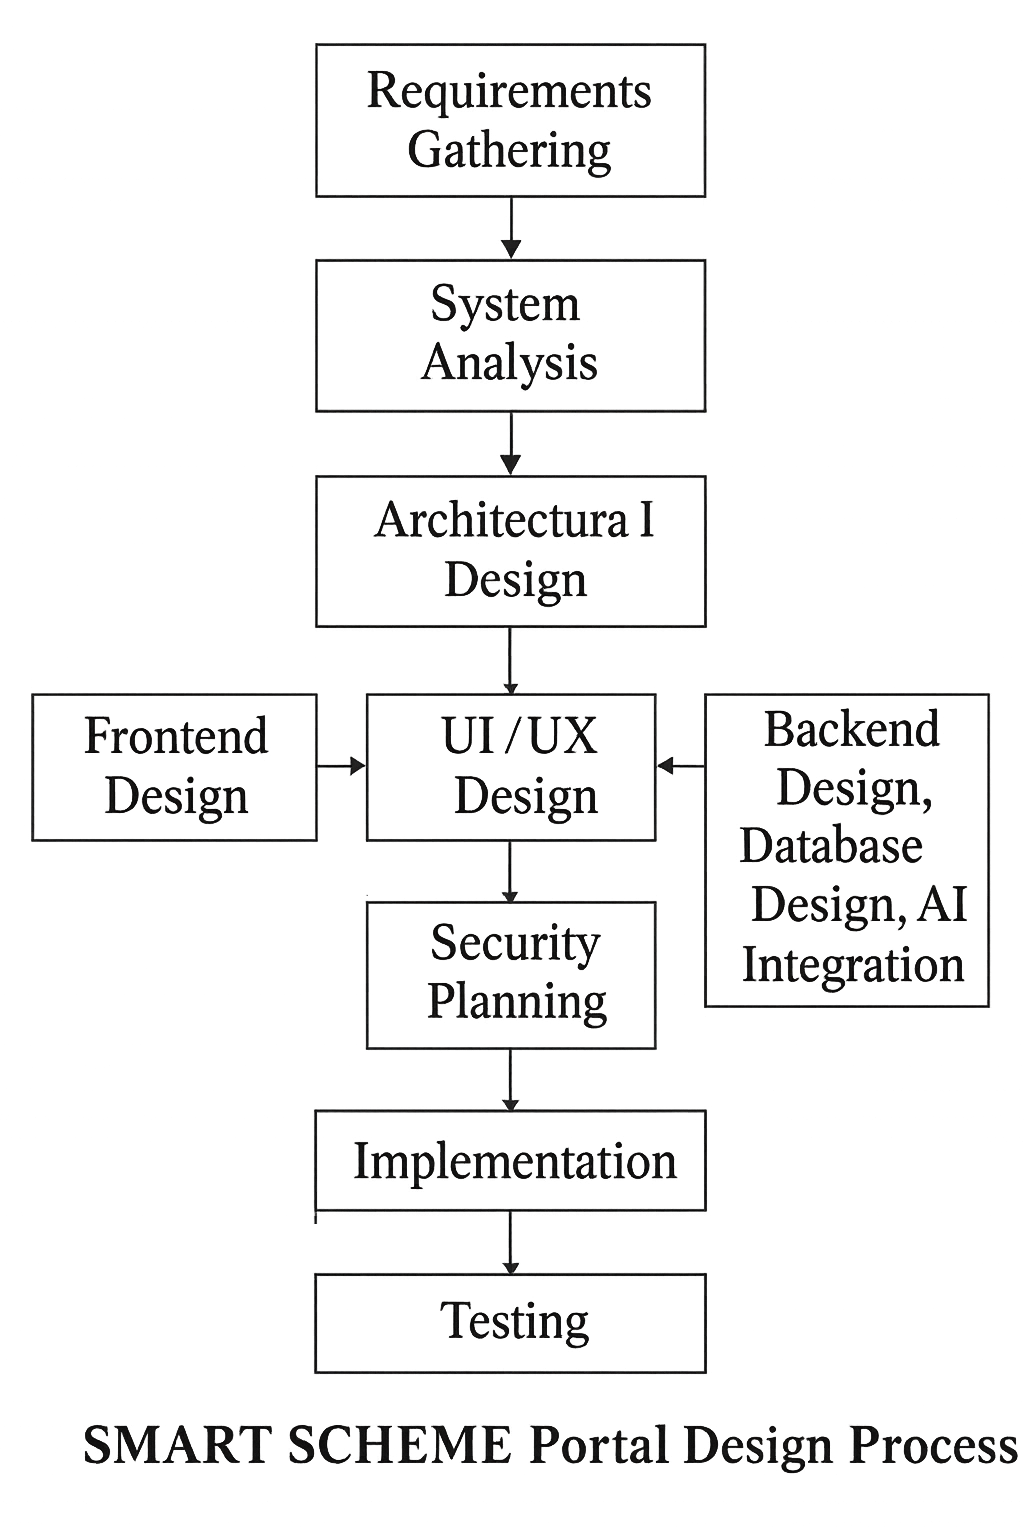 Requirements
Gathering
System
Analysis
Architectura I
Design
Frontend
Design
UI / UX
Design
Backend
Design,
Database
Design, AI
Integration
Security
Planning
Implementation
Testing
SMART SCHEME Portal Design Process